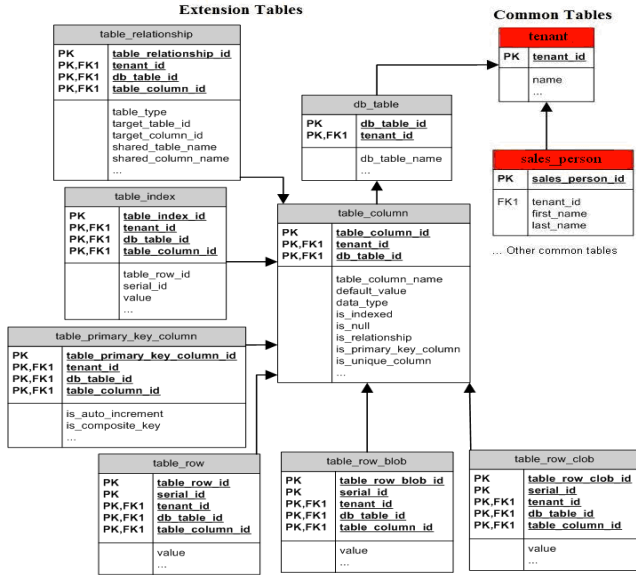 Extension Tables
Common Tables
table_relationship
PK table_relationship_id
PK,FK1 tenant_id
PK,FK1 db_table_id
PK,FK1 table_column_id
table_type
target_table_id
target_column_id
shared_table_name
shared_column_name
...
tenant
PK tenant_id
name
...
db_table
PK db_table_id
PK,FK1 tenant_id
db_table_name
...
sales_person
PK sales_person_id
FK1 tenant_id
first_name
last_name
... Other common tables
table_index
PK table_index_id
PK,FK1 tenant_id
PK,FK1 db_table_id
PK,FK1 table_column_id
table_row_id
serial_id
value
...
table_column
PK table_column_id
PK,FK1 tenant_id
PK,FK1 db_table_id
table_column_name
default_value
data_type
is_indexed
is_null
is_relationship
is_primary_key_column
is_unique_column
...
table_primary_key_column
PK table_primary_key_column_id
PK,FK1 tenant_id
PK,FK1 db_table_id
PK,FK1 table_column_id
is_auto_increment
is_composite_key
...
table_row
PK table_row_id
PK serial_id
PK,FK1 tenant_id
PK,FK1 db_table_id
PK,FK1 table_column_id
value
...
table_row_blob
PK table_row_blob_id
PK serial_id
PK,FK1 tenant_id
PK,FK1 db_table_id
PK,FK1 table_column_id
value
...
table_row_clob
PK table_row_clob_id
PK serial_id
PK,FK1 tenant_id
PK,FK1 db_table_id
PK,FK1 table_column_id
value
...